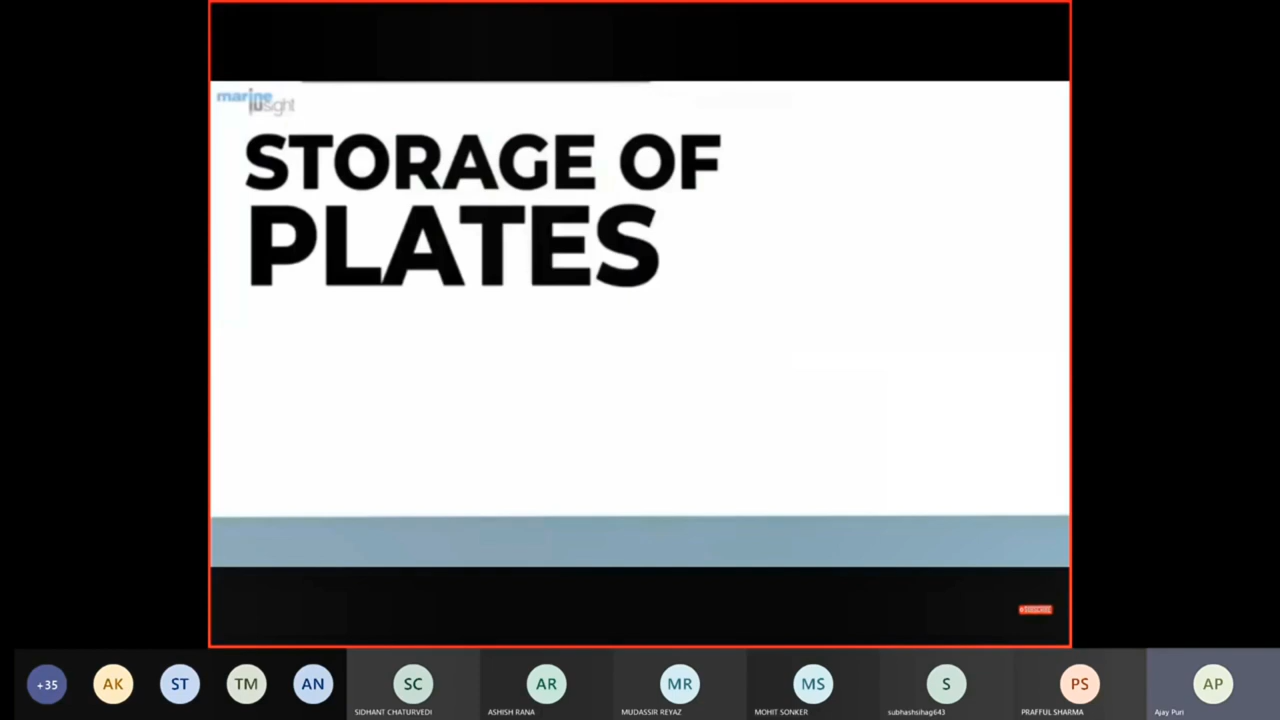 marine
insight
STORAGE OF
PLATES
SUBSCRIBE
+35
AK
ST
TM
AN
SC
AR
MR
MS
S
PS
AP
SIDHANT CHATURVEDI
ASHISH RANA
MUDASSIR REYAZ
MOHIT SONKER
subhashsihag643
PRAFFUL SHARMA
Ajay Puri